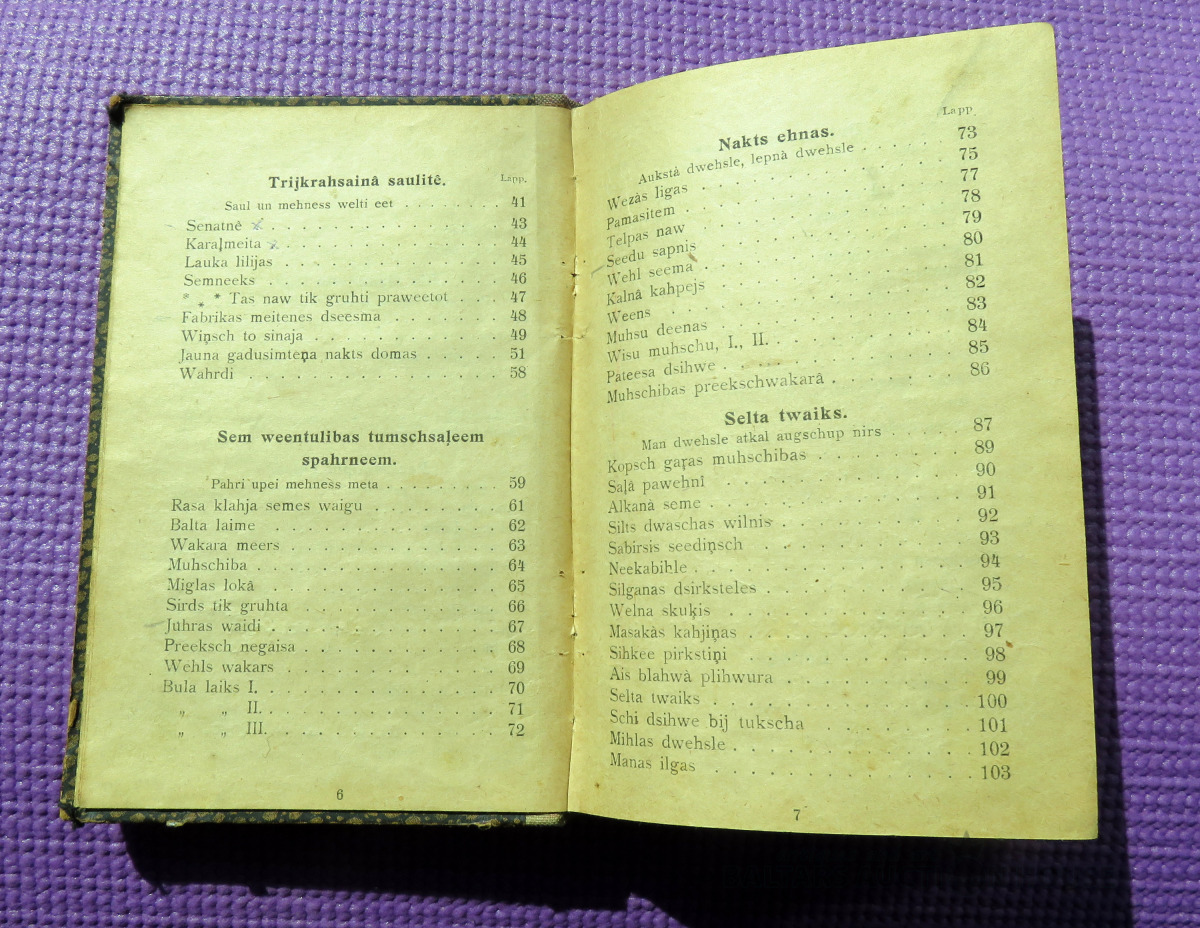 Trijkrahsainâ saulitê.
Lapp.
Saul un mehness welti eet . . . . . . . . 41
Senatnê . . . . . . . . . . . . . . . 43
Karaļmeita . . . . . . . . . . . . . . 44
Lauka lilijas . . . . . . . . . . . . . . 45
Semneeks . . . . . . . . . . . . . . . 46
* * * Tas naw tik gruhti praweetot . . . 47
Fabrikas meitenes dseesma . . . . . . . . 48
Wiņsch to sinaja . . . . . . . . . . . . 49
Jauna gadusimteņa nakts domas . . . . . 51
Wahrdi . . . . . . . . . . . . . . . . 58
Sem weentulibas tumschsaļeem
spahrneem.
Pahri upei mehness meta . . . . . . . . . 59
Rasa klahja semes waigu . . . . . . . . 61
Balta laime . . . . . . . . . . . . . . 62
Wakara meers . . . . . . . . . . . . . 63
Muhschiba . . . . . . . . . . . . . . . 64
Miglas lokâ . . . . . . . . . . . . . . 65
Sirds tik gruhta . . . . . . . . . . . . 66
Juhras waidi . . . . . . . . . . . . . . 67
Preeksch negaisa . . . . . . . . . . . . 68
Wehls wakars . . . . . . . . . . . . . 69
Bula laiks I. . . . . . . . . . . . . . . 70
„ „ II. . . . . . . . . . . . . . . 71
„ „ III. . . . . . . . . . . . . . 72
6
Lapp.
Nakts ehnas.
Aukstâ dwehsle, lepnâ dwehsle . . . . . . 73
Wezâs ligas . . . . . . . . . . . . . . 75
Pamasitem . . . . . . . . . . . . . . . 77
Telpas naw . . . . . . . . . . . . . . 78
Seedu sapnis . . . . . . . . . . . . . . 79
Wehl seema . . . . . . . . . . . . . . 80
Kalnâ kahpejs . . . . . . . . . . . . . 81
Weens . . . . . . . . . . . . . . . . . 82
Muhsu deenas . . . . . . . . . . . . . 83
Wisu muhschu, I., II. . . . . . . . . . . 84
Pateesa dsihwe . . . . . . . . . . . . . 85
Muhschibas preekschwakarâ . . . . . . . 86
Selta twaiks.
Man dwehsle atkal augschup nirs . . . . . 87
Kopsch gaŗas muhschibas . . . . . . . . 89
Saļâ pawehnî . . . . . . . . . . . . . . 90
Alkanâ seme . . . . . . . . . . . . . . 91
Silts dwaschas wilnis . . . . . . . . . . 92
Sabirsis seediņsch . . . . . . . . . . . 93
Neekabihle . . . . . . . . . . . . . . . 94
Silganas dsirksteles . . . . . . . . . . . 95
Welna skuķis . . . . . . . . . . . . . . 96
Masakâs kahjiņas . . . . . . . . . . . . 97
Sihkee pirkstiņi . . . . . . . . . . . . . 98
Ais blahwâ plihwura . . . . . . . . . . 99
Selta twaiks . . . . . . . . . . . . . . 100
Schi dsihwe bij tukscha . . . . . . . . . 101
Mihlas dwehsle . . . . . . . . . . . . . 102
Manas ilgas . . . . . . . . . . . . . . 103
7